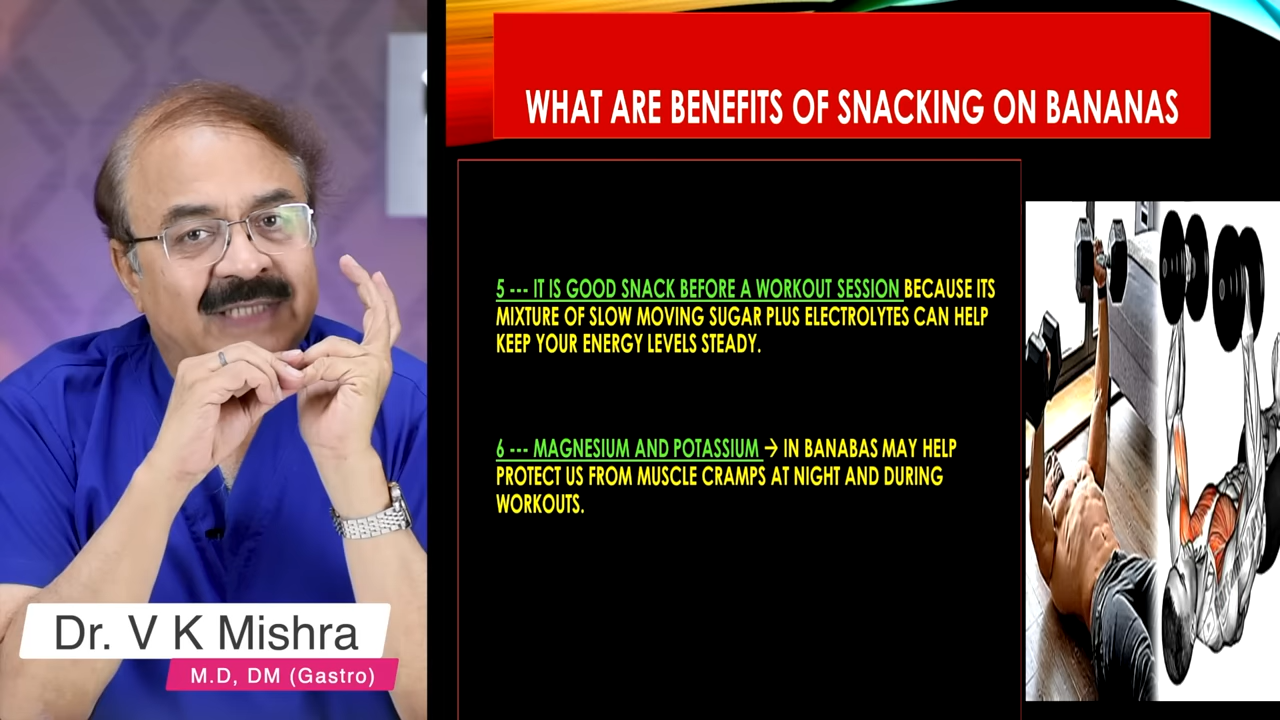 WHAT ARE BENEFITS OF SNACKING ON BANANAS
5 --- IT IS GOOD SNACK BEFORE A WORKOUT SESSION BECAUSE ITS
MIXTURE OF SLOW MOVING SUGAR PLUS ELECTROLYTES CAN HELP
KEEP YOUR ENERGY LEVELS STEADY.
6 --- MAGNESIUM AND POTASSIUM → IN BANABAS MAY HELP
PROTECT US FROM MUSCLE CRAMPS AT NIGHT AND DURING
WORKOUTS.
Dr. V K Mishra
M.D, DM (Gastro)